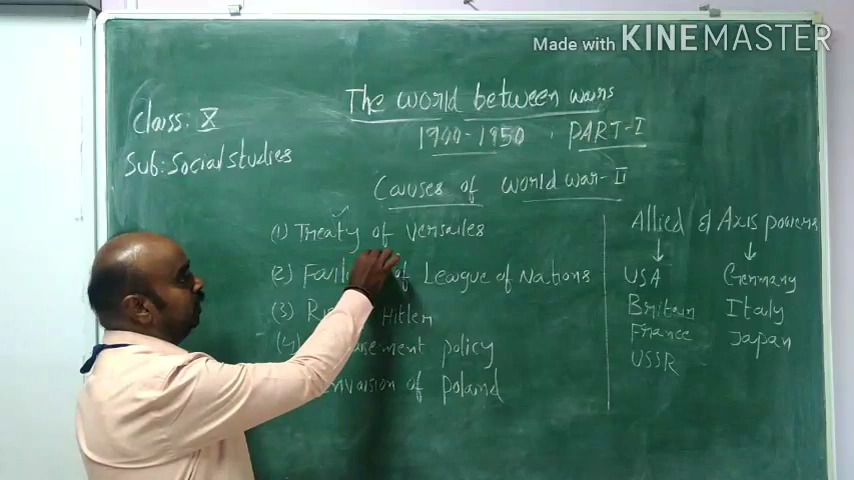 Made with KINEMASTER
The world between wars
Class: X
1900-1950 . PART-I
Sub: Social studies
Causes of world war-II
(1) Treaty of Versailes
(2) of League of Nations
(3) Hitler
(4) policy
of poland
Allied & Axis powers
USA Germany
Britain Italy
France Japan
USSR